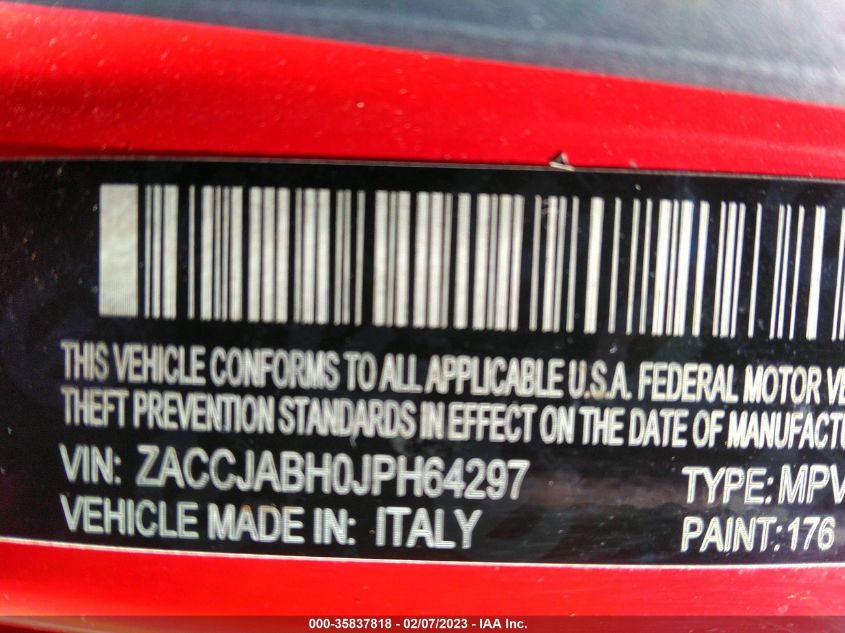 THIS VEHICLE CONFORMS TO ALL APPLICABLE U.S.A. FEDERAL MOTOR VE
THEFT PREVENTION STANDARDS IN EFFECT ON THE DATE OF MANUFACTU
VIN: ZACCJABH0JPH64297 TYPE: MPV
VEHICLE MADE IN: ITALY PAINT: 176
000-35837818 - 02/07/2023 - IAA Inc.